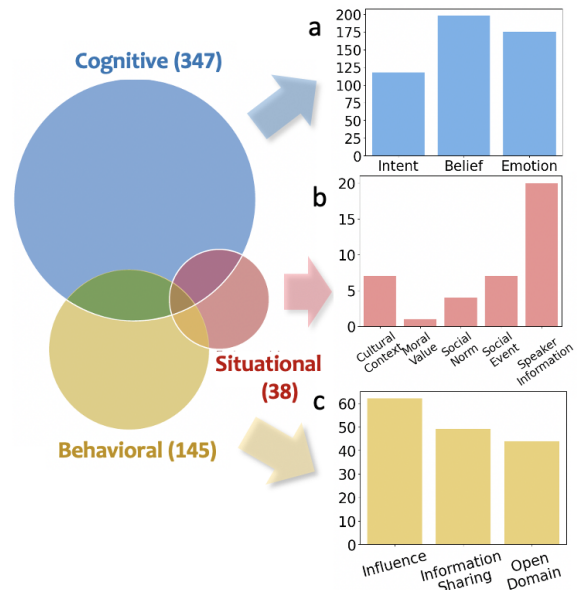 Cognitive (347)
Situational
(38)
Behavioral (145)
a
200
175
150
125
100
75
50
25
0
Intent Belief Emotion
b
20
15
10
5
0
Cultural
Context
Moral
Value
Social
Norm
Social
Event
Speaker
Information
c
60
50
40
30
20
10
0
Influence
Information
Sharing
Open
Domain